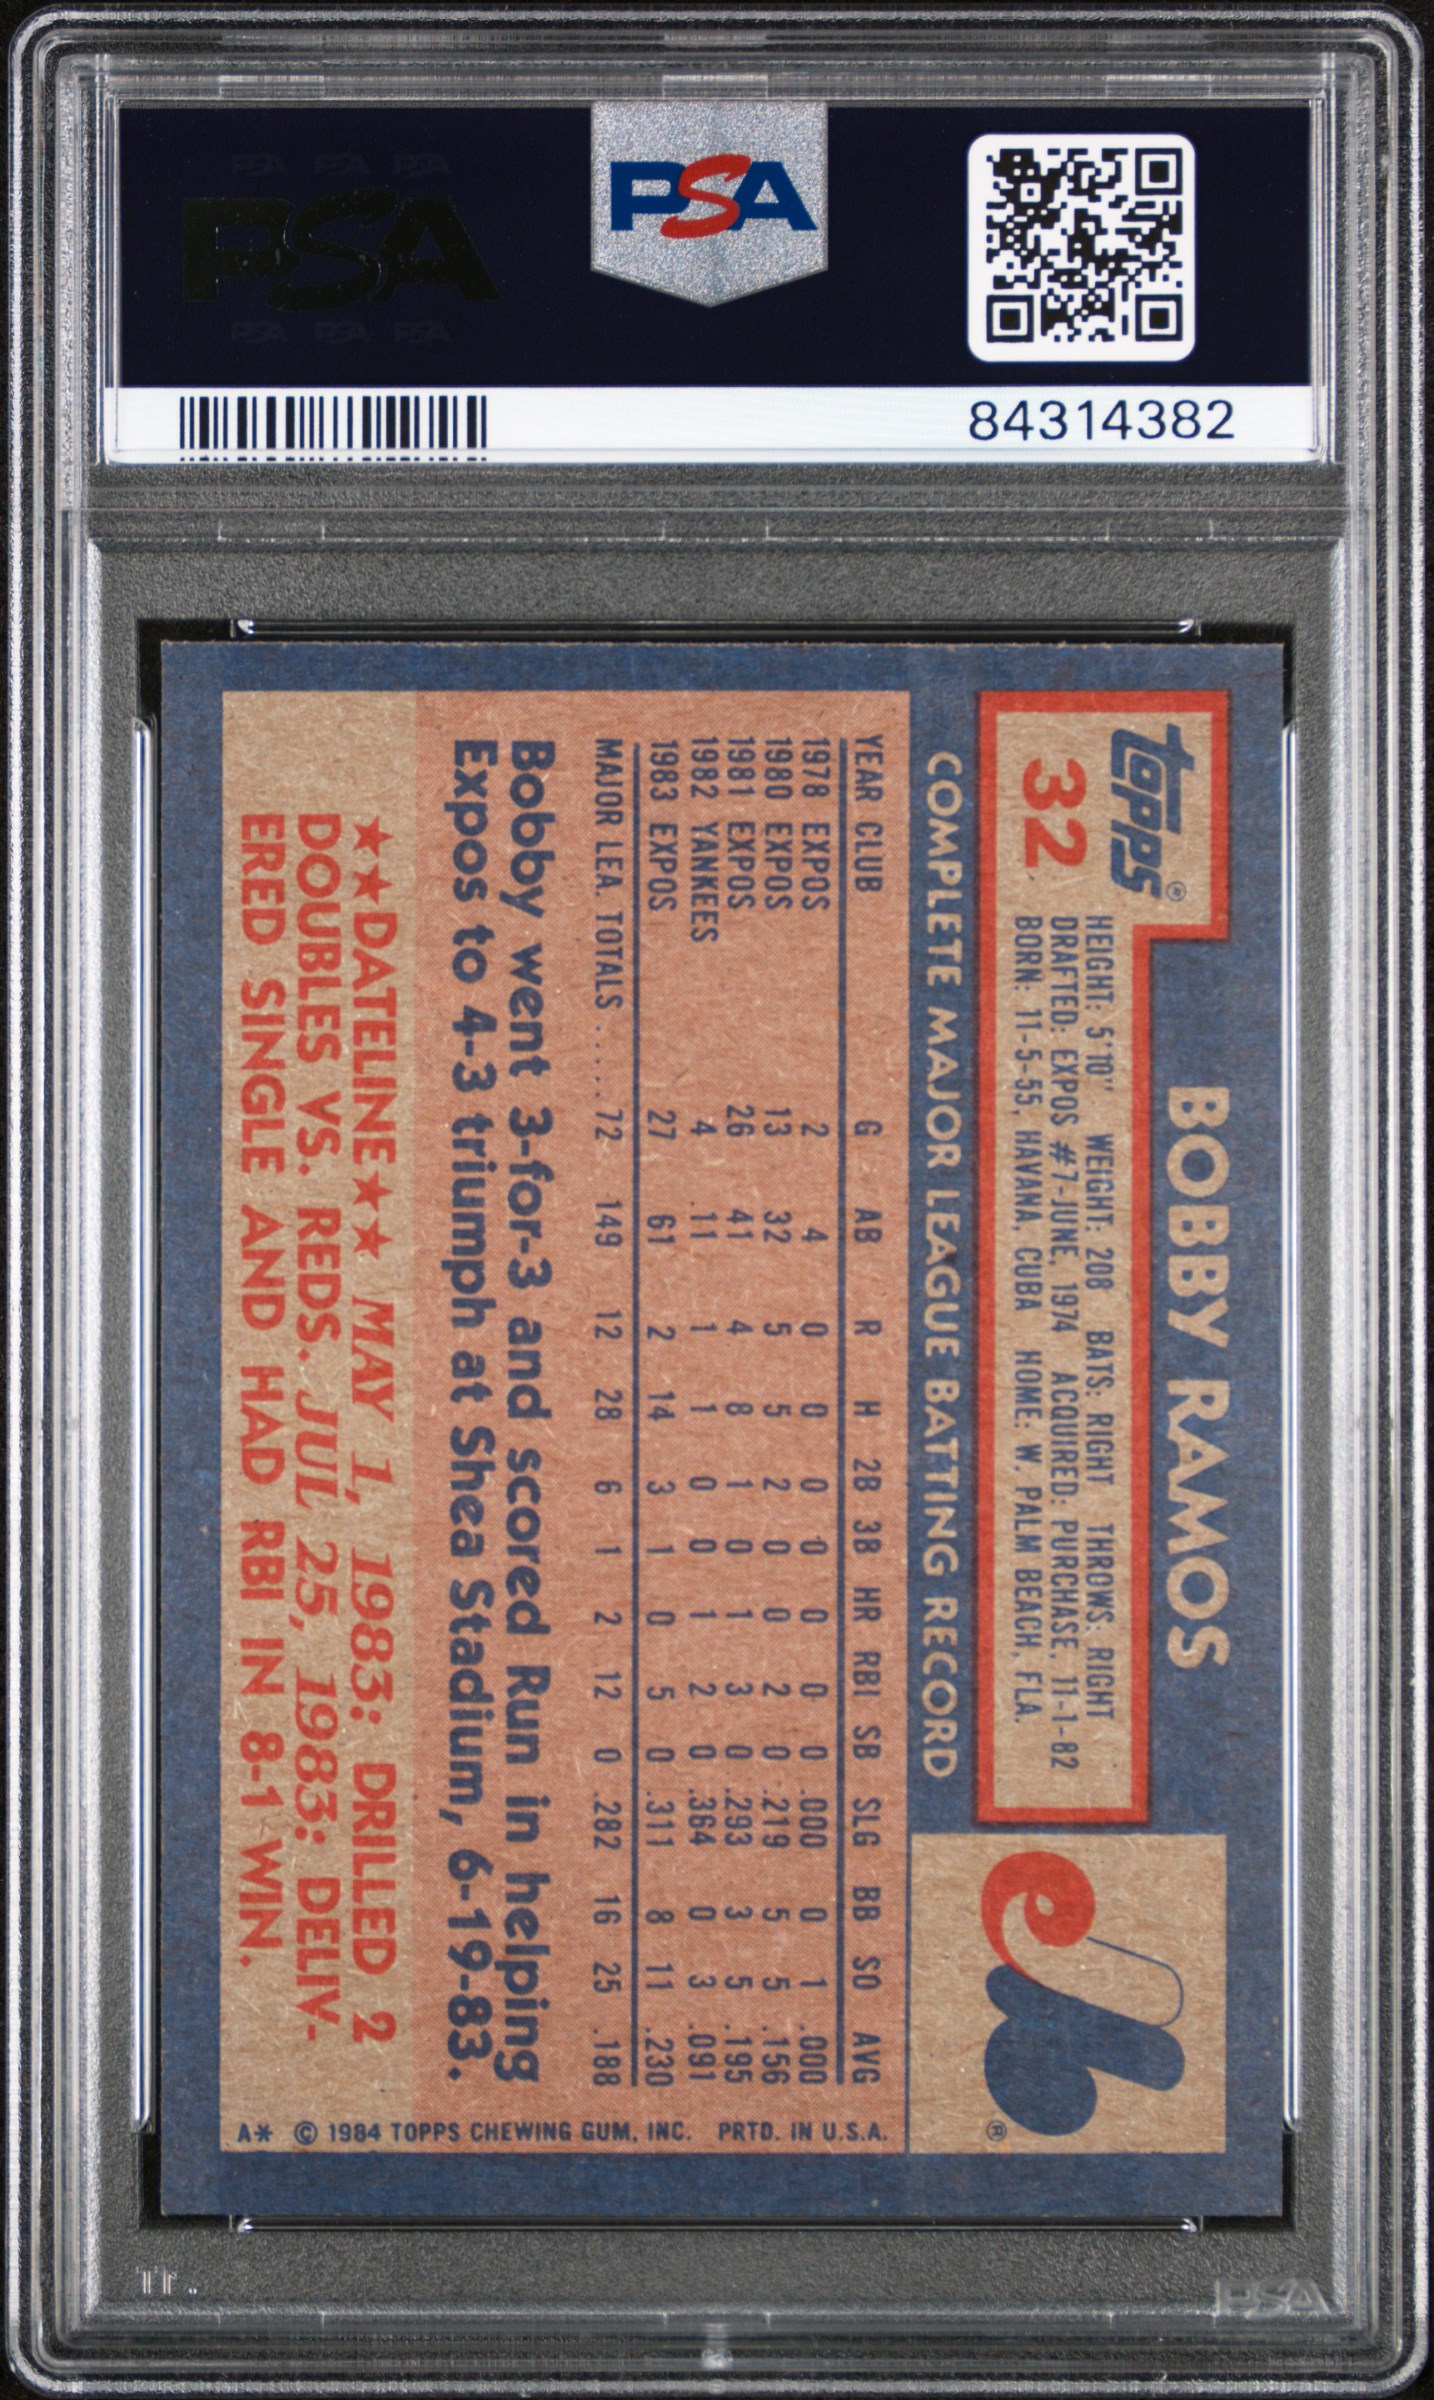 PSA PSA PSA
PSA
PSA PSA PSA
PSA
84314382
topps®
32
BOBBY RAMOS
HEIGHT: 5'10" WEIGHT: 208 BATS: RIGHT THROWS: RIGHT
DRAFTED: EXPOS #7-JUNE, 1974 ACQUIRED: PURCHASE, 11-1-82
BORN: 11-5-55, HAVANA, CUBA HOME: W. PALM BEACH, FLA.
eb
®
COMPLETE MAJOR LEAGUE BATTING RECORD
YEAR CLUB G AB R H 2B 3B HR RBI SB SLG BB SO AVG
1978 EXPOS 2 4 0 0 0 0 0 0 0 .000 0 1 .000
1980 EXPOS 13 32 5 5 2 0 0 2 0 .219 5 5 .156
1981 EXPOS 26 41 4 8 1 0 1 3 0 .293 3 5 .195
1982 YANKEES 4 11 1 1 0 0 1 2 0 .364 0 3 .091
1983 EXPOS 27 61 2 14 3 1 0 5 0 .311 8 11 .230
MAJOR LEA. TOTALS .... 72 149 12 28 6 1 2 12 0 .282 16 25 .188
Bobby went 3-for-3 and scored Run in helping
Expos to 4-3 triumph at Shea Stadium, 6-19-83.
★★DATELINE★★ MAY 1, 1983: DRILLED 2
DOUBLES VS. REDS. JUL 25, 1983: DELIV-
ERED SINGLE AND HAD RBI IN 8-1 WIN.
A* © 1984 TOPPS CHEWING GUM, INC. PRTD. IN U.S.A.
PSA